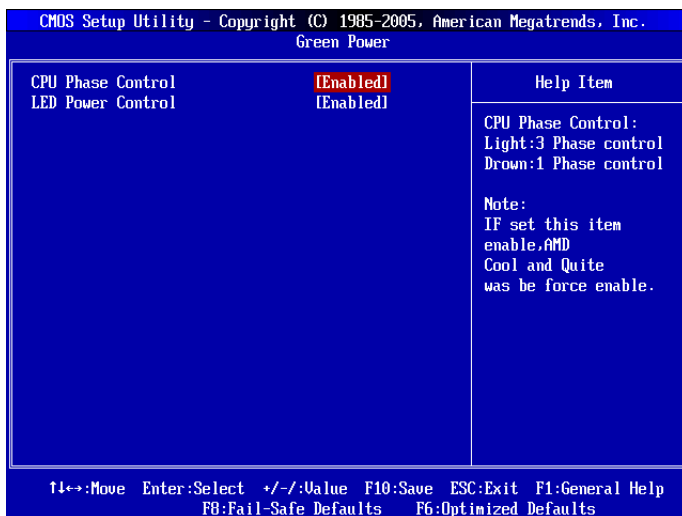 CMOS Setup Utility - Copyright (C) 1985-2005, American Megatrends, Inc.
Green Power
CPU Phase Control [Enabled]
LED Power Control [Enabled]
Help Item
CPU Phase Control:
Light:3 Phase control
Drown:1 Phase control
Note:
IF set this item
enable,AMD
Cool and Quite
was be force enable.
↑↓←→:Move Enter:Select +/-/:Value F10:Save ESC:Exit F1:General Help
F8:Fail-Safe Defaults F6:Optimized Defaults